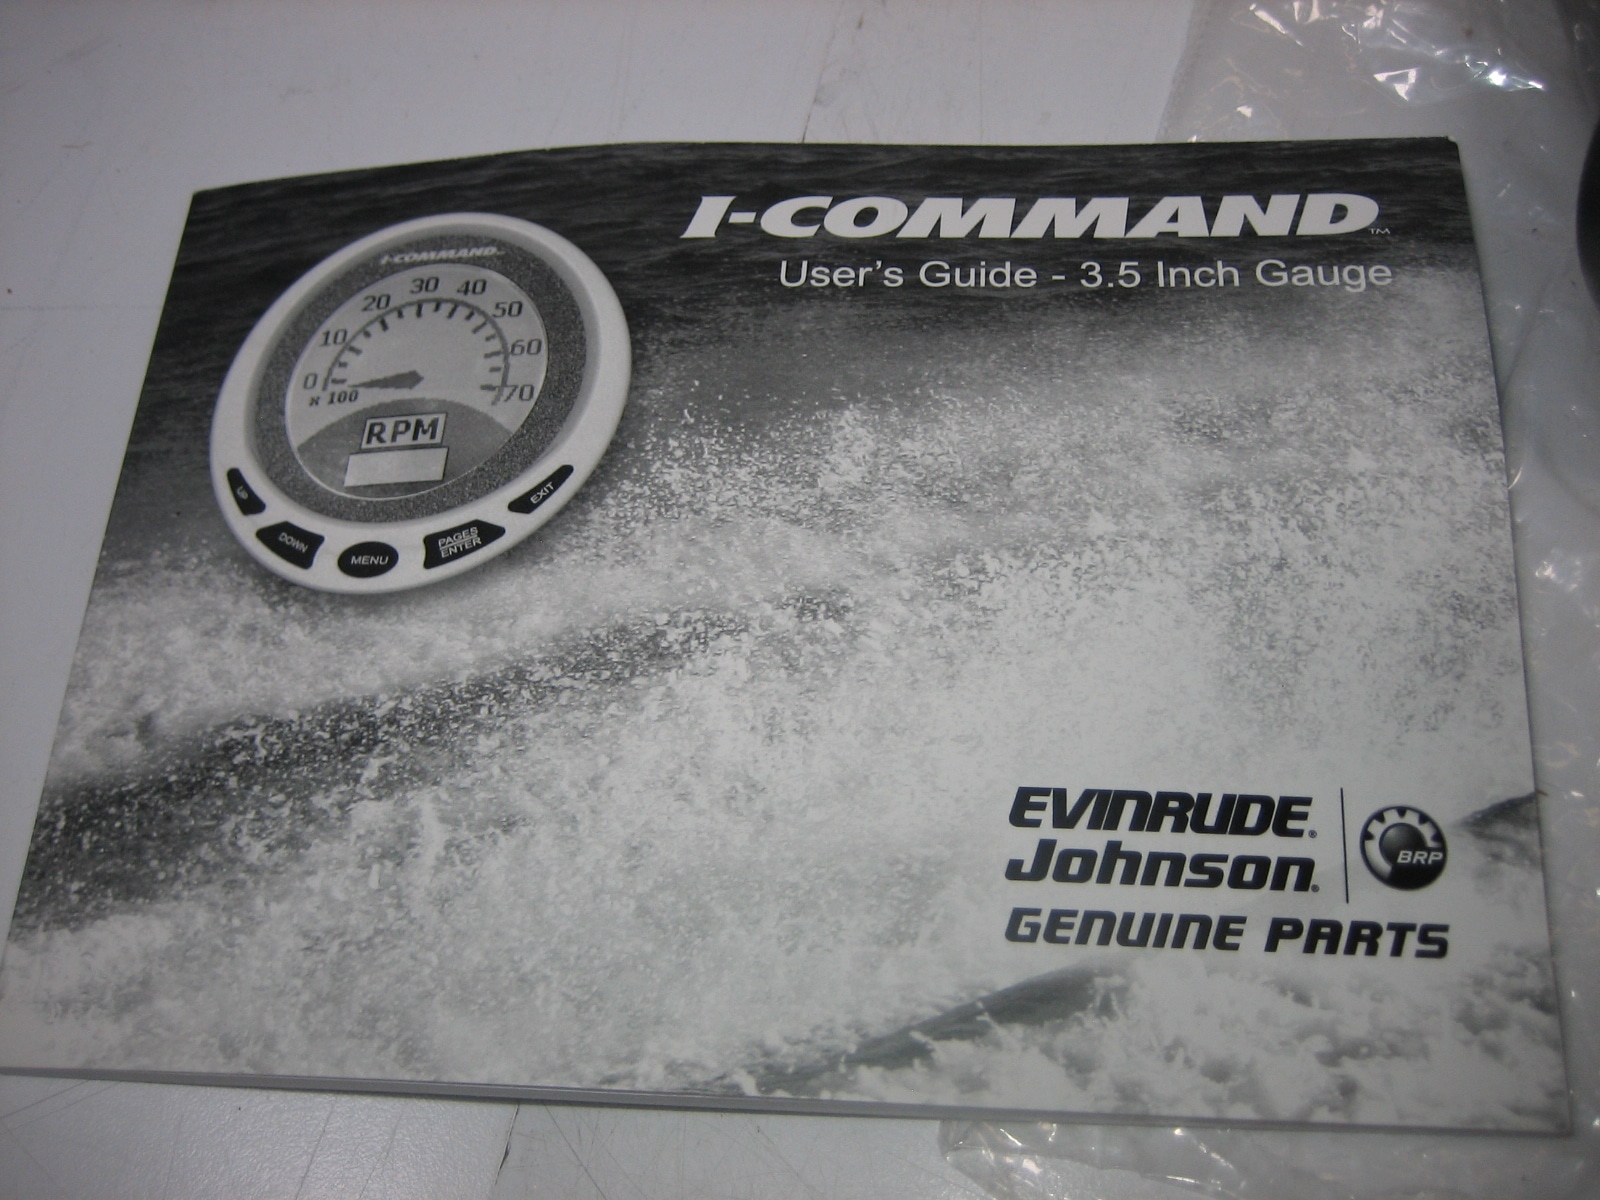 I-COMMAND™
User's Guide - 3.5 Inch Gauge
I-COMMAND
0 10 20 30 40 50 60 70
x 100
RPM
UP
DOWN
MENU
PAGES
ENTER
EXIT
EVINRUDE®
Johnson®
BRP
GENUINE PARTS